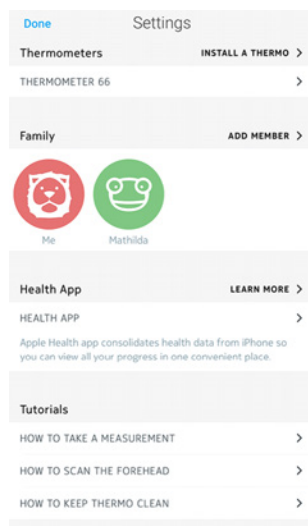 Done Settings
Thermometers INSTALL A THERMO >
THERMOMETER 66 >
Family ADD MEMBER >
Me Mathilda
Health App LEARN MORE >
HEALTH APP >
Apple Health app consolidates health data from iPhone so
you can view all your progress in one convenient place.
Tutorials
HOW TO TAKE A MEASUREMENT >
HOW TO SCAN THE FOREHEAD >
HOW TO KEEP THERMO CLEAN >